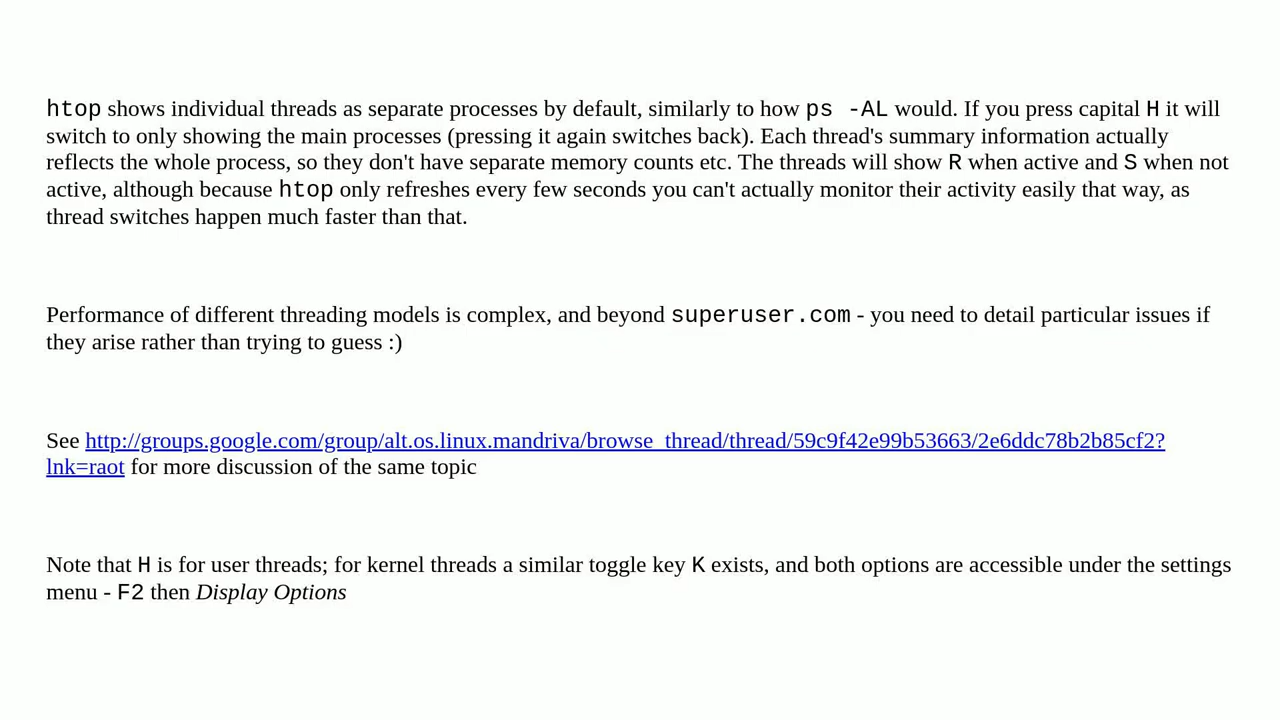 htop shows individual threads as separate processes by default, similarly to how ps -AL would. If you press capital H it will
switch to only showing the main processes (pressing it again switches back). Each thread's summary information actually
reflects the whole process, so they don't have separate memory counts etc. The threads will show R when active and S when not
active, although because htop only refreshes every few seconds you can't actually monitor their activity easily that way, as
thread switches happen much faster than that.
Performance of different threading models is complex, and beyond superuser.com - you need to detail particular issues if
they arise rather than trying to guess :)
See http://groups.google.com/group/alt.os.linux.mandriva/browse_thread/thread/59c9f42e99b53663/2e6ddc78b2b85cf2?
lnk=raot for more discussion of the same topic
Note that H is for user threads; for kernel threads a similar toggle key K exists, and both options are accessible under the settings
menu - F2 then Display Options